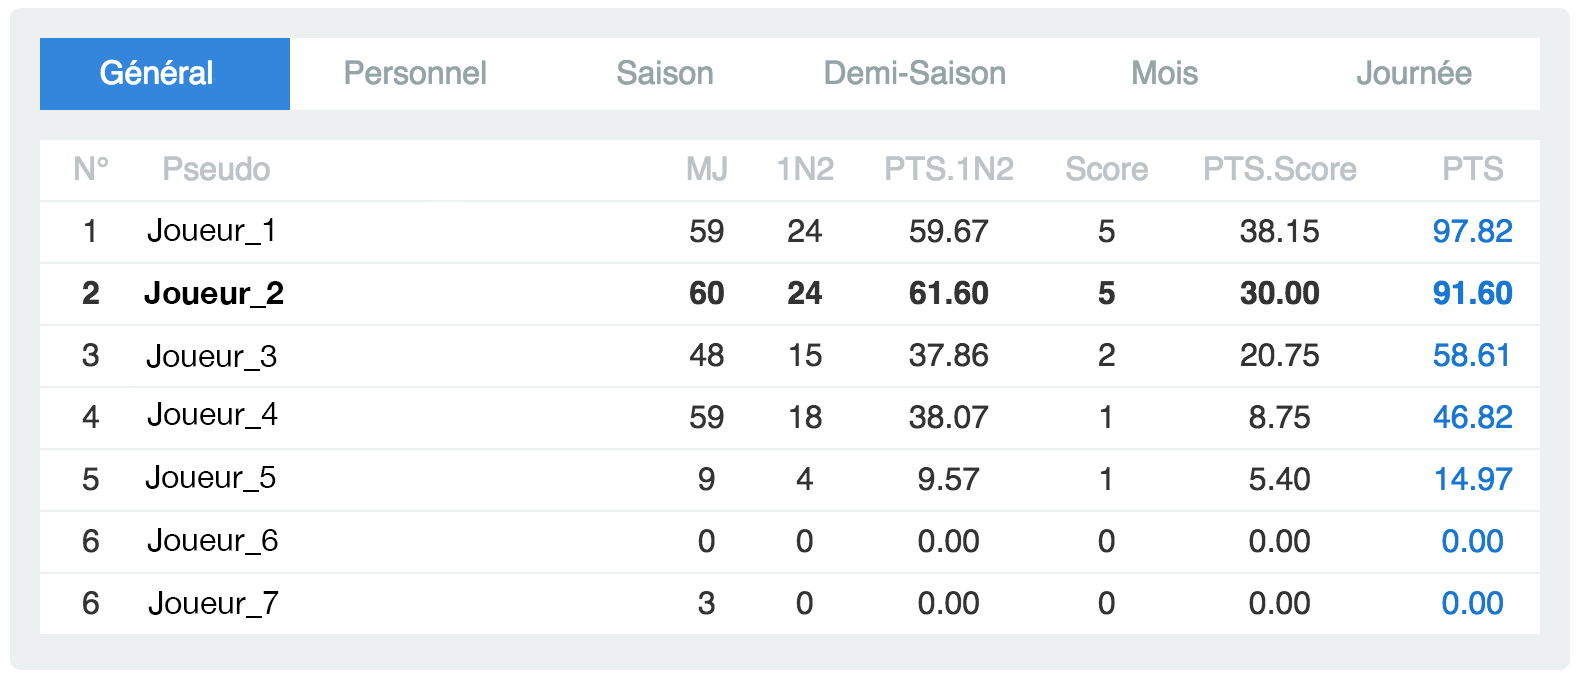 Général Personnel Saison Demi-Saison Mois Journée
N° Pseudo MJ 1N2 PTS.1N2 Score PTS.Score PTS
1 Joueur_1 59 24 59.67 5 38.15 97.82
2 Joueur_2 60 24 61.60 5 30.00 91.60
3 Joueur_3 48 15 37.86 2 20.75 58.61
4 Joueur_4 59 18 38.07 1 8.75 46.82
5 Joueur_5 9 4 9.57 1 5.40 14.97
6 Joueur_6 0 0 0.00 0 0.00 0.00
6 Joueur_7 3 0 0.00 0 0.00 0.00